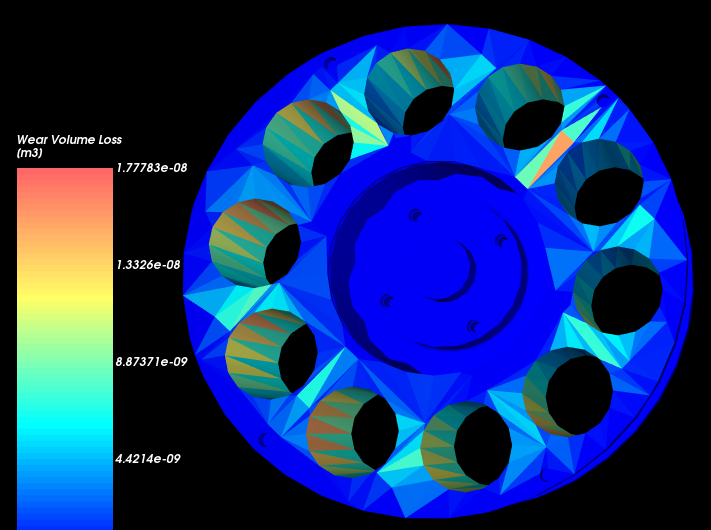 Wear Volume Loss
(m3)
1.77783e-08
1.3326e-08
8.87371e-09
4.4214e-09